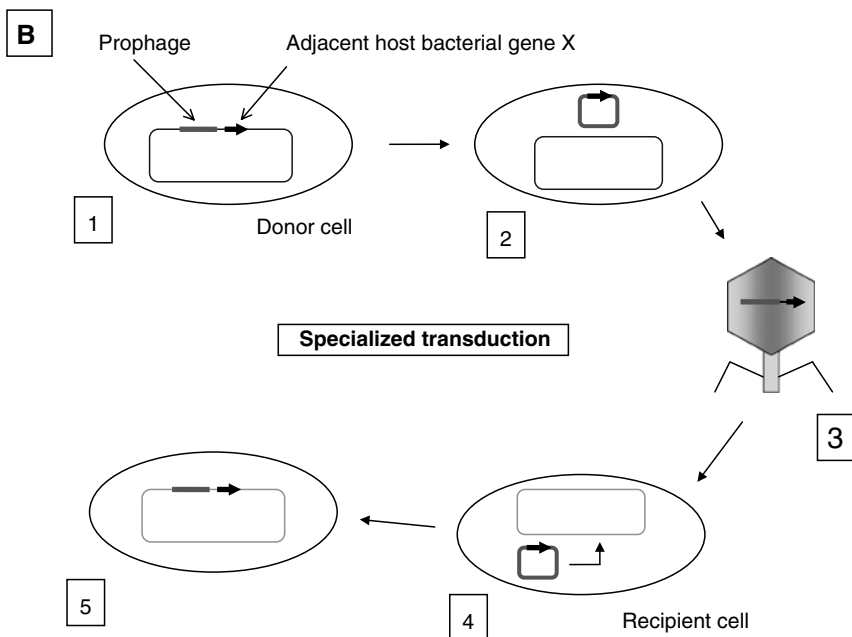 B
Prophage
Adjacent host bacterial gene X
1
Donor cell
2
Specialized transduction
3
5
4
Recipient cell